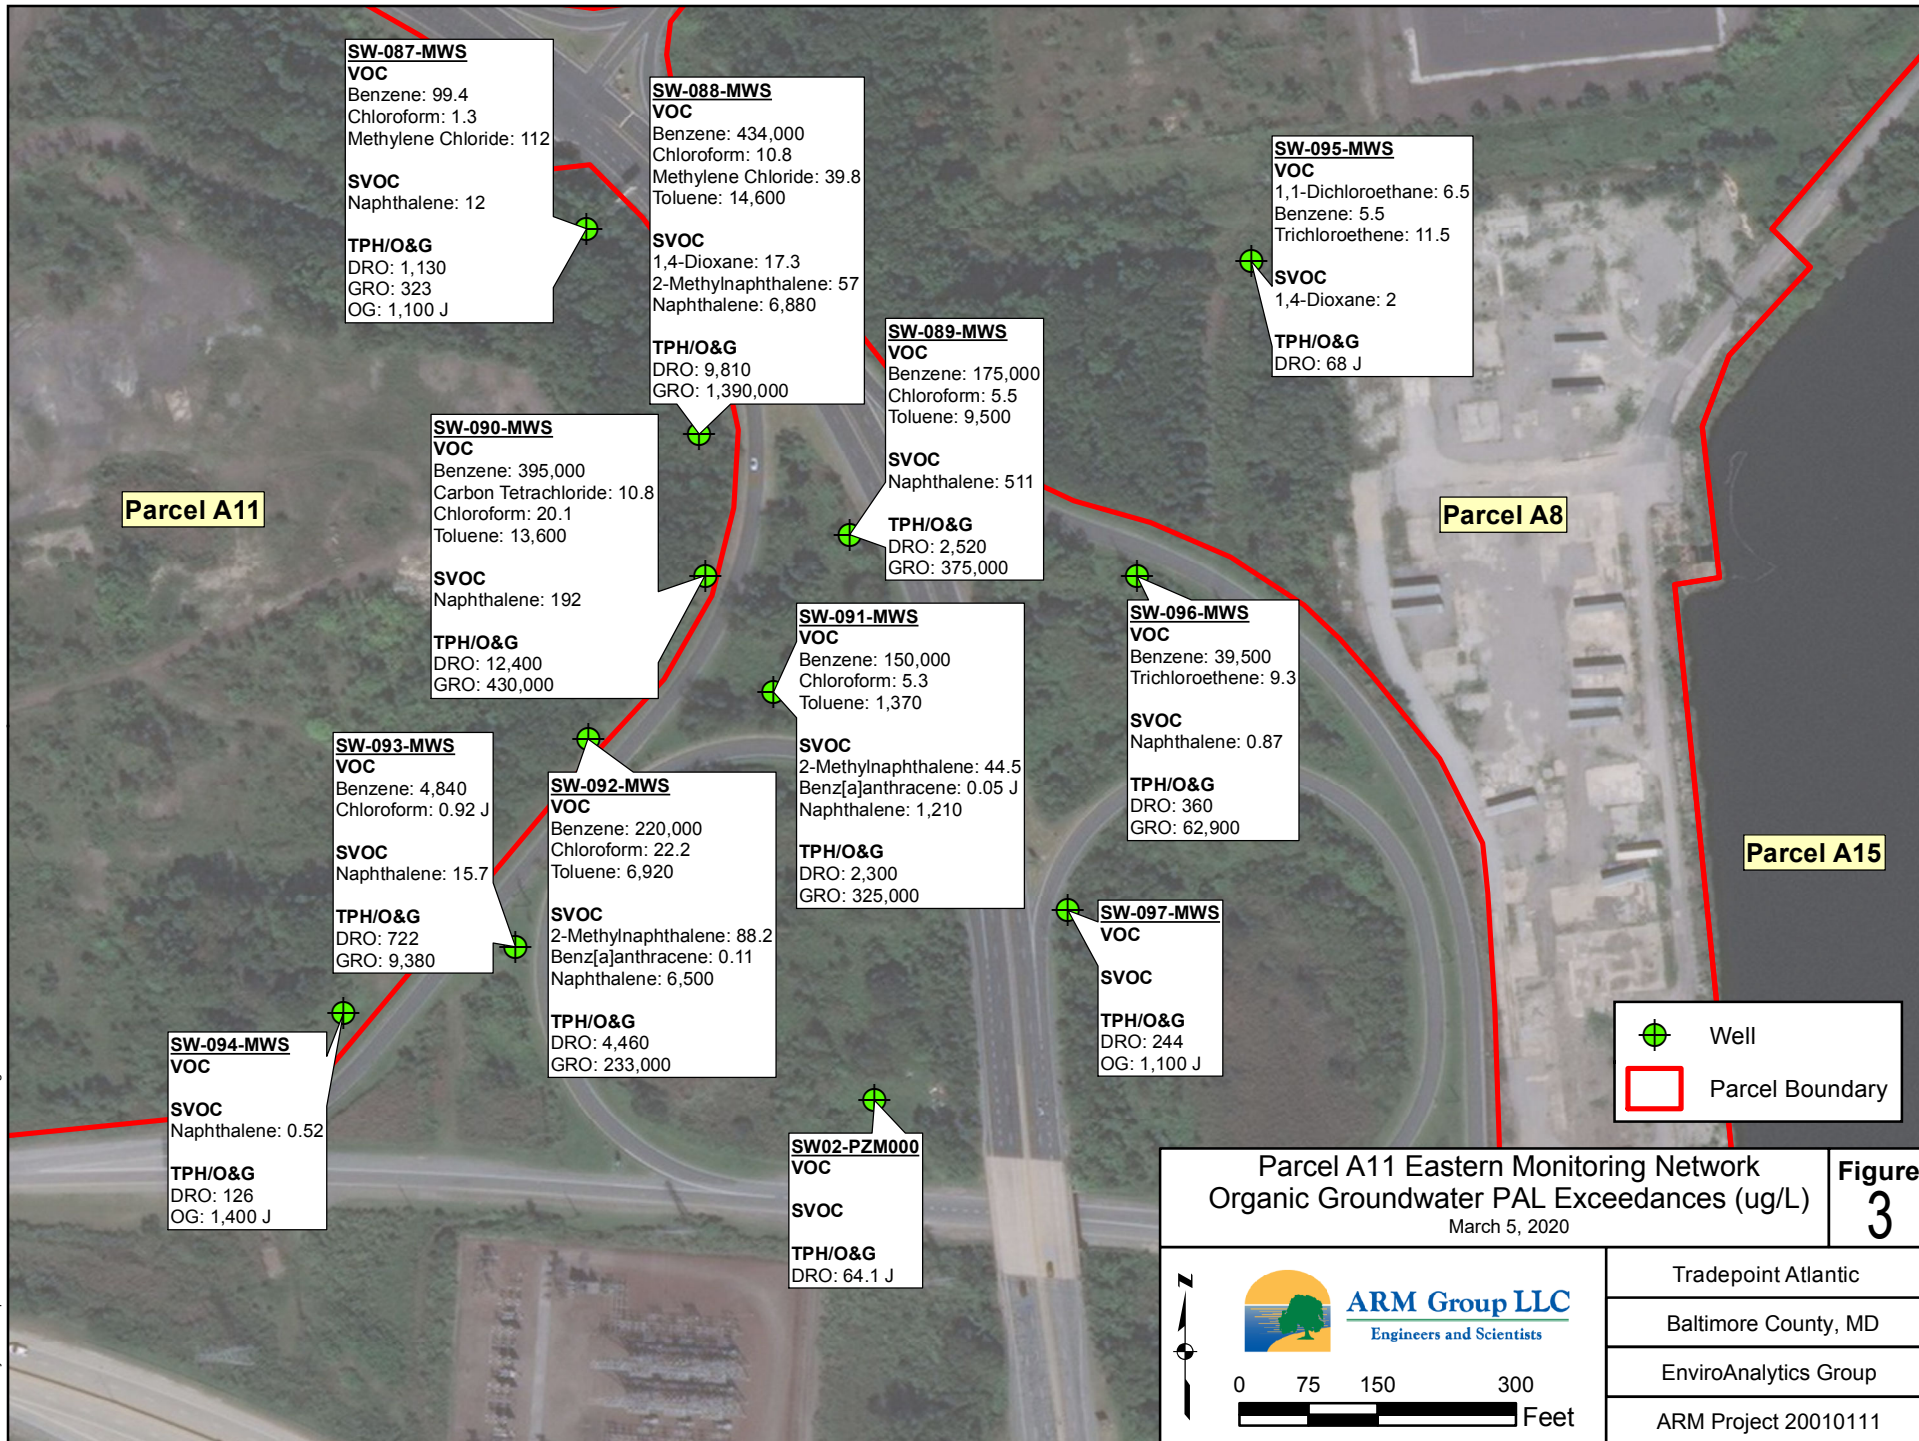 SW-087-MWS
VOC
Benzene: 99.4
Chloroform: 1.3
Methylene Chloride: 112
SVOC
Naphthalene: 12
TPH/O&G
DRO: 1,130
GRO: 323
OG: 1,100 J
SW-088-MWS
VOC
Benzene: 434,000
Chloroform: 10.8
Methylene Chloride: 39.8
Toluene: 14,600
SVOC
1,4-Dioxane: 17.3
2-Methylnaphthalene: 57
Naphthalene: 6,880
TPH/O&G
DRO: 9,810
GRO: 1,390,000
SW-095-MWS
VOC
1,1-Dichloroethane: 6.5
Benzene: 5.5
Trichloroethene: 11.5
SVOC
1,4-Dioxane: 2
TPH/O&G
DRO: 68 J
SW-089-MWS
VOC
Benzene: 175,000
Chloroform: 5.5
Toluene: 9,500
SVOC
Naphthalene: 511
TPH/O&G
DRO: 2,520
GRO: 375,000
SW-090-MWS
VOC
Benzene: 395,000
Carbon Tetrachloride: 10.8
Chloroform: 20.1
Toluene: 13,600
SVOC
Naphthalene: 192
TPH/O&G
DRO: 12,400
GRO: 430,000
Parcel A11
Parcel A8
SW-091-MWS
VOC
Benzene: 150,000
Chloroform: 5.3
Toluene: 1,370
SVOC
2-Methylnaphthalene: 44.5
Benz[a]anthracene: 0.05 J
Naphthalene: 1,210
TPH/O&G
DRO: 2,300
GRO: 325,000
SW-096-MWS
VOC
Benzene: 39,500
Trichloroethene: 9.3
SVOC
Naphthalene: 0.87
TPH/O&G
DRO: 360
GRO: 62,900
SW-093-MWS
VOC
Benzene: 4,840
Chloroform: 0.92 J
SVOC
Naphthalene: 15.7
TPH/O&G
DRO: 722
GRO: 9,380
SW-092-MWS
VOC
Benzene: 220,000
Chloroform: 22.2
Toluene: 6,920
SVOC
2-Methylnaphthalene: 88.2
Benz[a]anthracene: 0.11
Naphthalene: 6,500
TPH/O&G
DRO: 4,460
GRO: 233,000
Parcel A15
SW-097-MWS
VOC
SVOC
TPH/O&G
DRO: 244
OG: 1,100 J
SW-094-MWS
VOC
SVOC
Naphthalene: 0.52
TPH/O&G
DRO: 126
OG: 1,400 J
SW02-PZM000
VOC
SVOC
TPH/O&G
DRO: 64.1 J
Well
Parcel Boundary
Parcel A11 Eastern Monitoring Network
Organic Groundwater PAL Exceedances (ug/L)
March 5, 2020
Figure
3
Z
ARM Group LLC
Engineers and Scientists
0 75 150 300
Feet
Tradepoint Atlantic
Baltimore County, MD
EnviroAnalytics Group
ARM Project 20010111